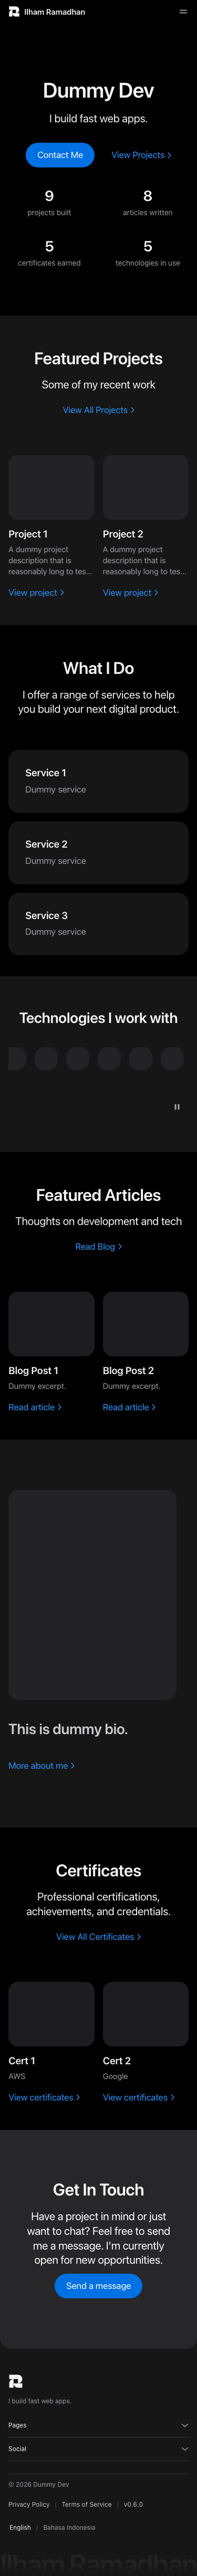 Ilham Ramadhan
Dummy Dev
I build fast web apps.
Contact Me
View Projects
9
projects built
8
articles written
5
certificates earned
5
technologies in use
Featured Projects
Some of my recent work
View All Projects
Project 1
A dummy project
description that is
reasonably long to tes...
View project
Project 2
A dummy project
description that is
reasonably long to tes...
View project
What I Do
I offer a range of services to help
you build your next digital product.
Service 1
Dummy service
Service 2
Dummy service
Service 3
Dummy service
Technologies I work with
Featured Articles
Thoughts on development and tech
Read Blog
Blog Post 1
Dummy excerpt.
Read article
Blog Post 2
Dummy excerpt.
Read article
This is dummy bio.
More about me
Certificates
Professional certifications,
achievements, and credentials.
View All Certificates
Cert 1
AWS
View certificates
Cert 2
Google
View certificates
Get In Touch
Have a project in mind or just
want to chat? Feel free to send
me a message. I'm currently
open for new opportunities.
Send a message
I build fast web apps.
Pages
Social
© 2026 Dummy Dev
Privacy Policy | Terms of Service | v0.6.0
English / Bahasa Indonesia
Ilham Ramadhan